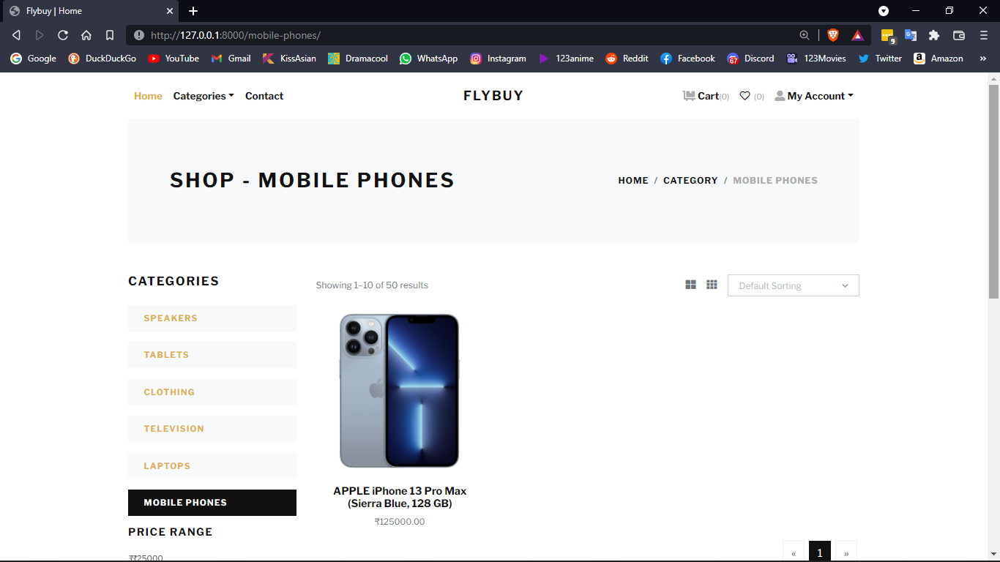 Flybuy | Home
http://127.0.0.1:8000/mobile-phones/
9
Google DuckDuckGo YouTube Gmail KissAsian Dramacool WhatsApp Instagram 123anime Reddit Facebook 67 Discord 123Movies Twitter Amazon »
Home Categories Contact FLYBUY Cart(0) (0) My Account
SHOP - MOBILE PHONES
HOME / CATEGORY / MOBILE PHONES
CATEGORIES
Showing 1–10 of 50 results
Default Sorting
SPEAKERS
TABLETS
CLOTHING
TELEVISION
LAPTOPS
MOBILE PHONES
PRICE RANGE
₹₹25000
APPLE iPhone 13 Pro Max
(Sierra Blue, 128 GB)
₹125000.00
« 1 »